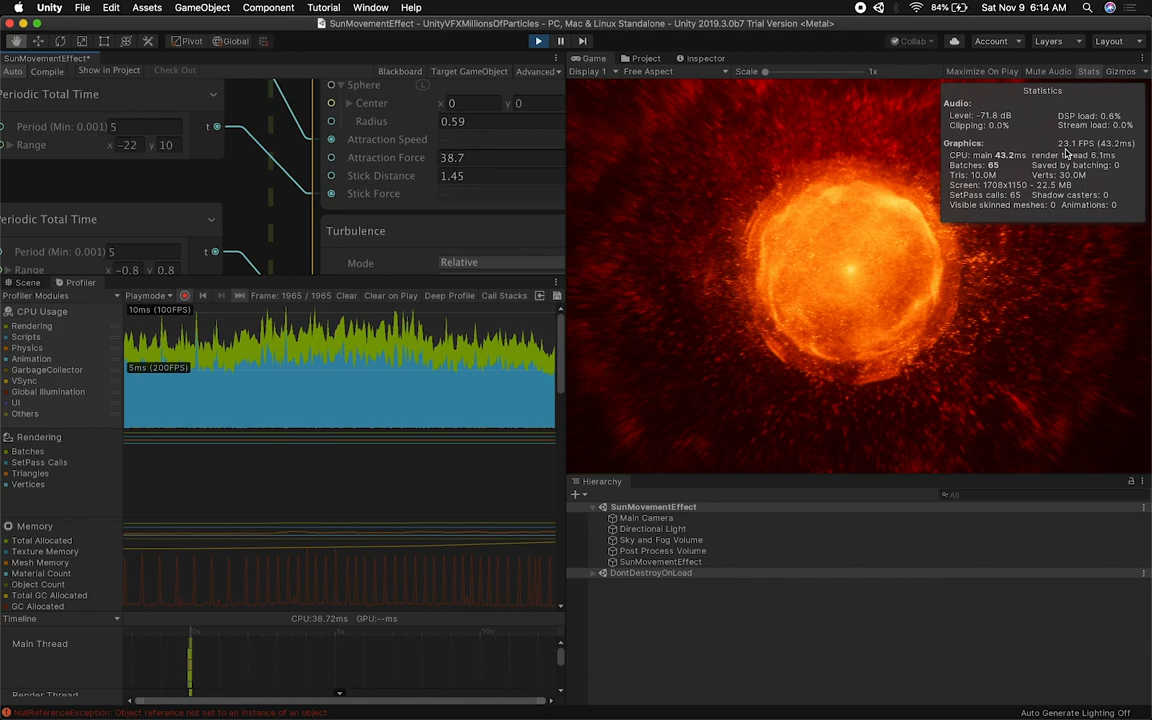 Unity File Edit Assets GameObject Component Tutorial Window Help 84% Sat Nov 9 6:14 AM
SunMovementEffect - UnityVFXMillionsOfParticles - PC, Mac & Linux Standalone - Unity 2019.3.0b7 Trial Version <Metal>
Pivot Global Collab Account Layers Layout
SunMovementEffect*
Auto Compile Show in Project Check Out Blackboard Target GameObject Advanced
Periodic Total Time
Period (Min: 0.001) 5 t
Range x -22 y 10
eriodic Total Time
Period (Min: 0.001) 5 t
Range x -0.8 y 0.8
Sphere L
Center x 0 y 0
Radius 0.59
Attraction Speed
Attraction Force 38.7
Stick Distance 1.45
Stick Force
Turbulence
Mode Relative
Scene Profiler
Profiler Modules Playmode Frame: 1965 / 1965 Clear Clear on Play Deep Profile Call Stacks
CPU Usage
Rendering
Scripts
Physics
Animation
GarbageCollector
VSync
Global Illumination
UI
Others
10ms (100FPS)
5ms (200FPS)
Rendering
Batches
SetPass Calls
Triangles
Vertices
Memory
Total Allocated
Texture Memory
Mesh Memory
Material Count
Object Count
Total GC Allocated
GC Allocated
Timeline CPU:38.72ms GPU:--ms
0s 5s 10s
Main Thread
Render Thread
NullReferenceException: Object reference not set to an instance of an object
Game Project Inspector
Display 1 Free Aspect Scale 1x Maximize On Play Mute Audio Stats Gizmos
Statistics
Audio:
Level: -71.8 dB DSP load: 0.6%
Clipping: 0.0% Stream load: 0.0%
Graphics: 23.1 FPS (43.2ms)
CPU: main 43.2ms render thread 6.1ms
Batches: 65 Saved by batching: 0
Tris: 10.0M Verts: 30.0M
Screen: 1708x1150 - 22.5 MB
SetPass calls: 65 Shadow casters: 0
Visible skinned meshes: 0 Animations: 0
Hierarchy
All
SunMovementEffect
Main Camera
Directional Light
Sky and Fog Volume
Post Process Volume
SunMovementEffect
DontDestroyOnLoad
Auto Generate Lighting Off